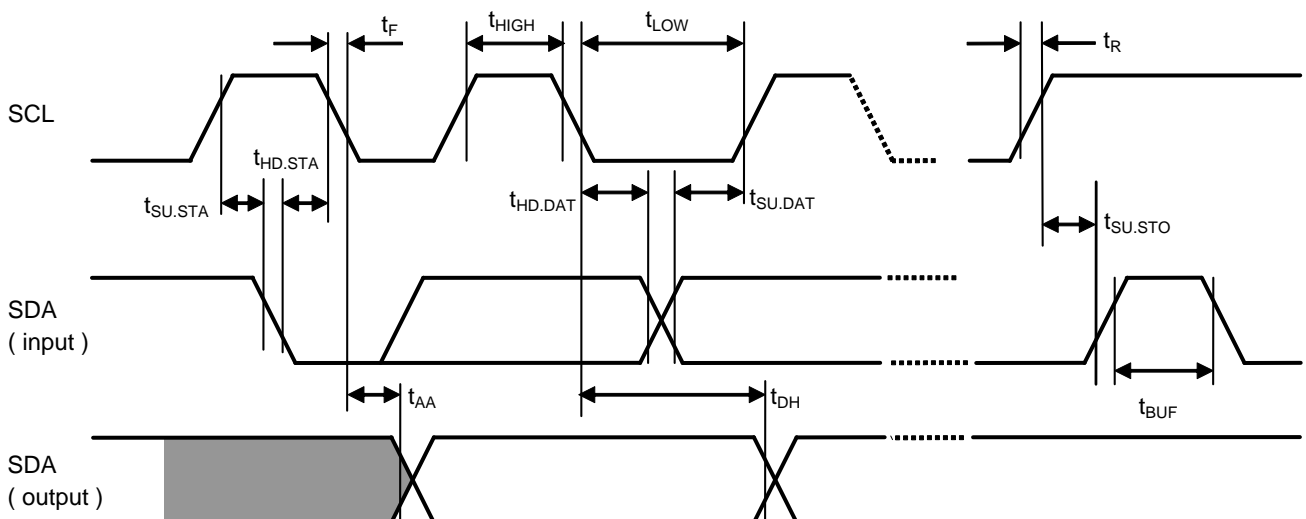 tF
tHIGH
tLOW
tR
SCL
tHD.STA
tSU.STA
tHD.DAT
tSU.DAT
tSU.STO
SDA
( input )
tAA
tDH
tBUF
SDA
( output )